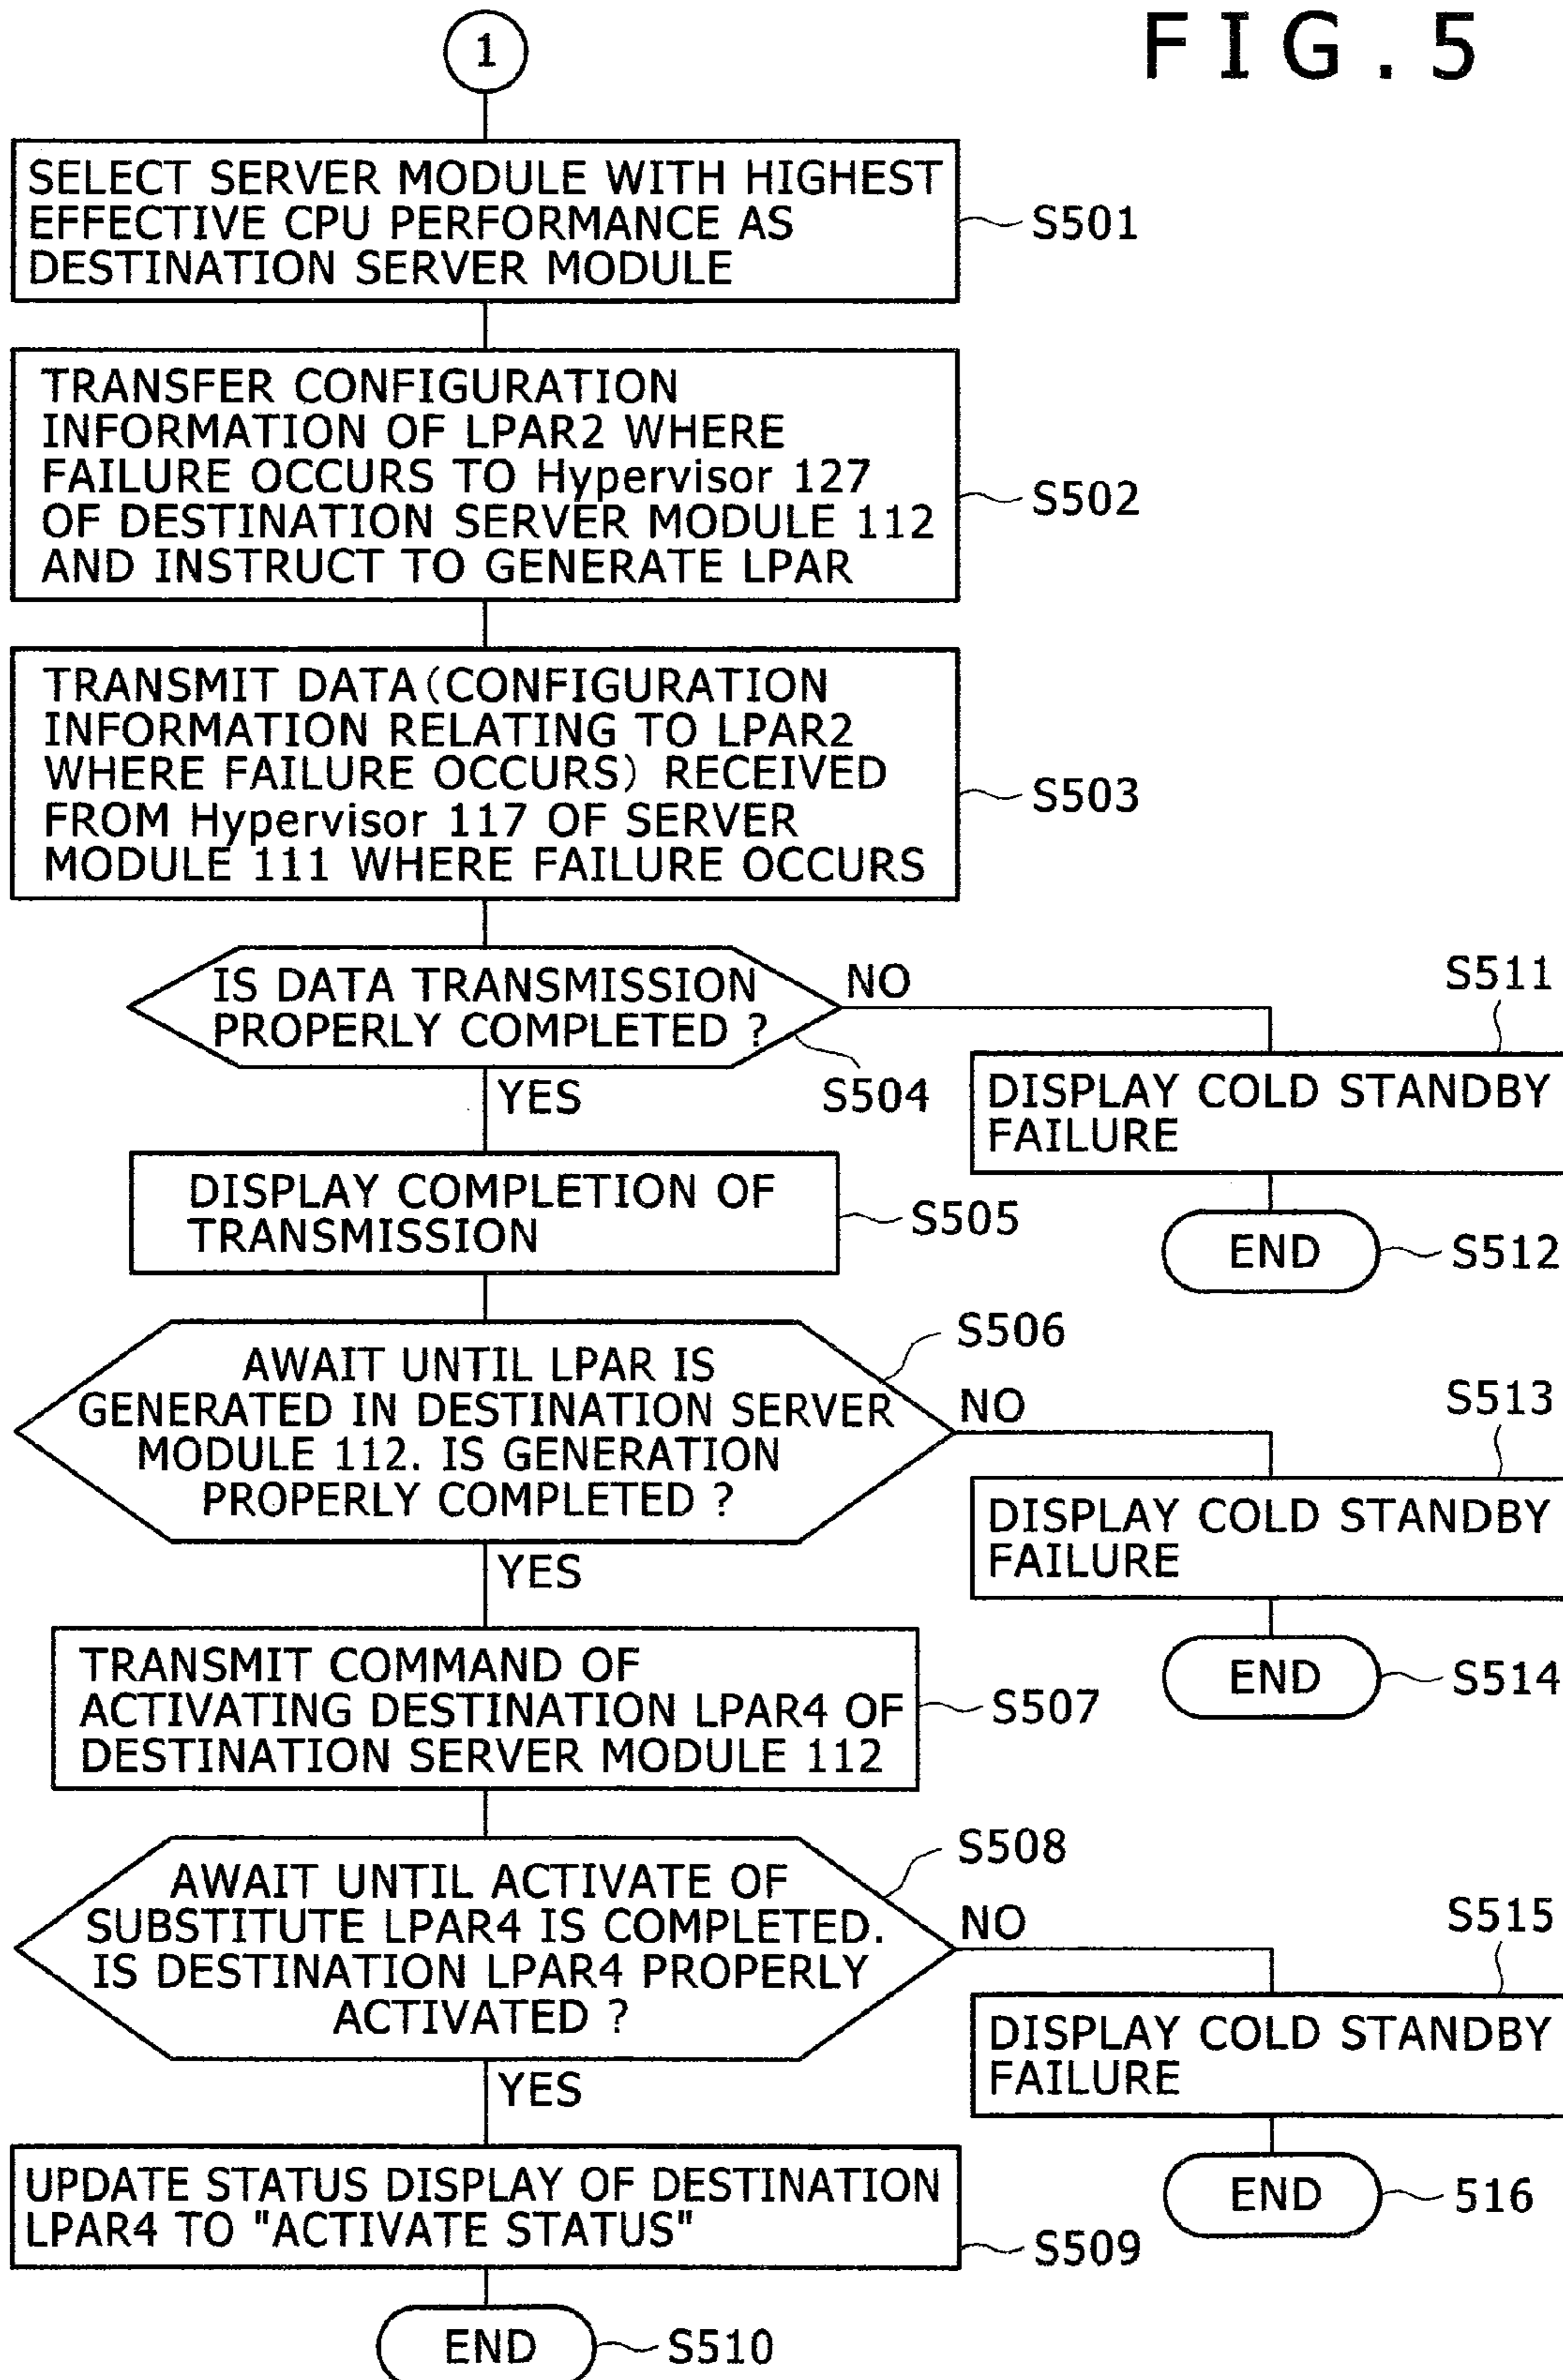 FIG.5
1
SELECT SERVER MODULE WITH HIGHEST
EFFECTIVE CPU PERFORMANCE AS
DESTINATION SERVER MODULE
S501
TRANSFER CONFIGURATION
INFORMATION OF LPAR2 WHERE
FAILURE OCCURS TO Hypervisor 127
OF DESTINATION SERVER MODULE 112
AND INSTRUCT TO GENERATE LPAR
S502
TRANSMIT DATA(CONFIGURATION
INFORMATION RELATING TO LPAR2
WHERE FAILURE OCCURS) RECEIVED
FROM Hypervisor 117 OF SERVER
MODULE 111 WHERE FAILURE OCCURS
S503
IS DATA TRANSMISSION
PROPERLY COMPLETED ?
S504
NO
S511
DISPLAY COLD STANDBY
FAILURE
END
S512
YES
DISPLAY COMPLETION OF
TRANSMISSION
S505
AWAIT UNTIL LPAR IS
GENERATED IN DESTINATION SERVER
MODULE 112. IS GENERATION
PROPERLY COMPLETED ?
S506
NO
S513
DISPLAY COLD STANDBY
FAILURE
END
S514
YES
TRANSMIT COMMAND OF
ACTIVATING DESTINATION LPAR4 OF
DESTINATION SERVER MODULE 112
S507
AWAIT UNTIL ACTIVATE OF
SUBSTITUTE LPAR4 IS COMPLETED.
IS DESTINATION LPAR4 PROPERLY
ACTIVATED ?
S508
NO
S515
DISPLAY COLD STANDBY
FAILURE
END
516
YES
UPDATE STATUS DISPLAY OF DESTINATION
LPAR4 TO "ACTIVATE STATUS"
S509
END
S510